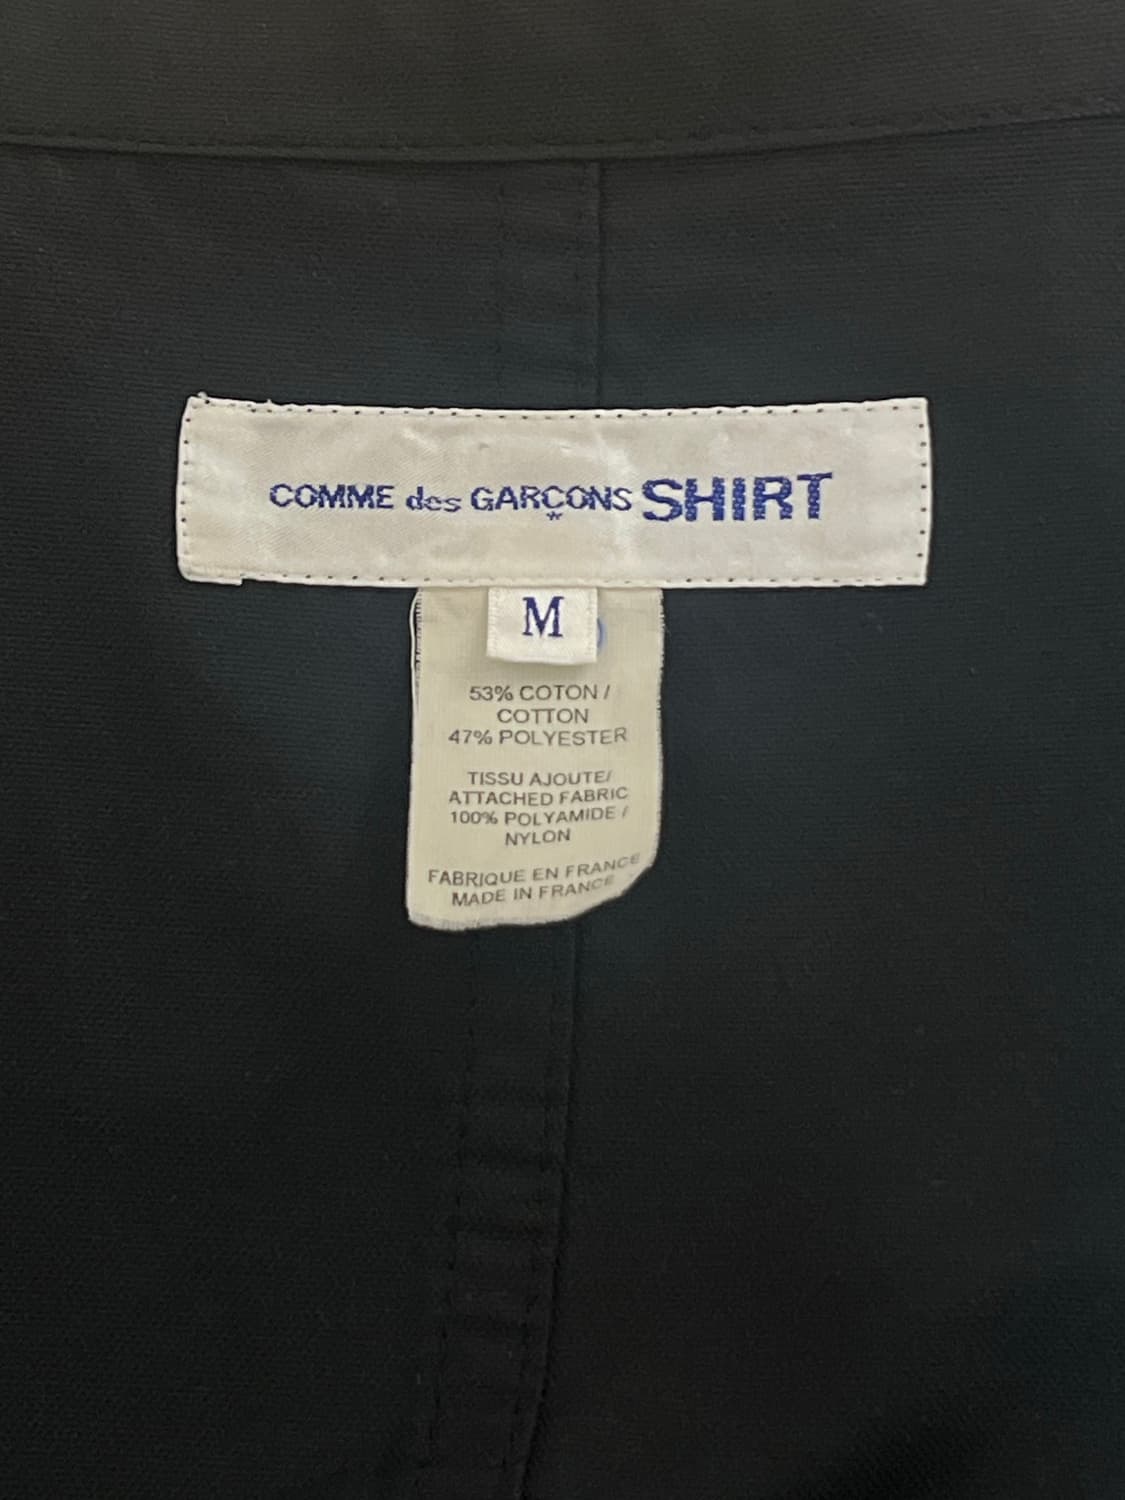 COMME des GARÇONS SHIRT
M
53% COTON /
COTTON
47% POLYESTER
TISSU AJOUTE/
ATTACHED FABRIC
100% POLYAMIDE /
NYLON
FABRIQUE EN FRANCE
MADE IN FRANCE